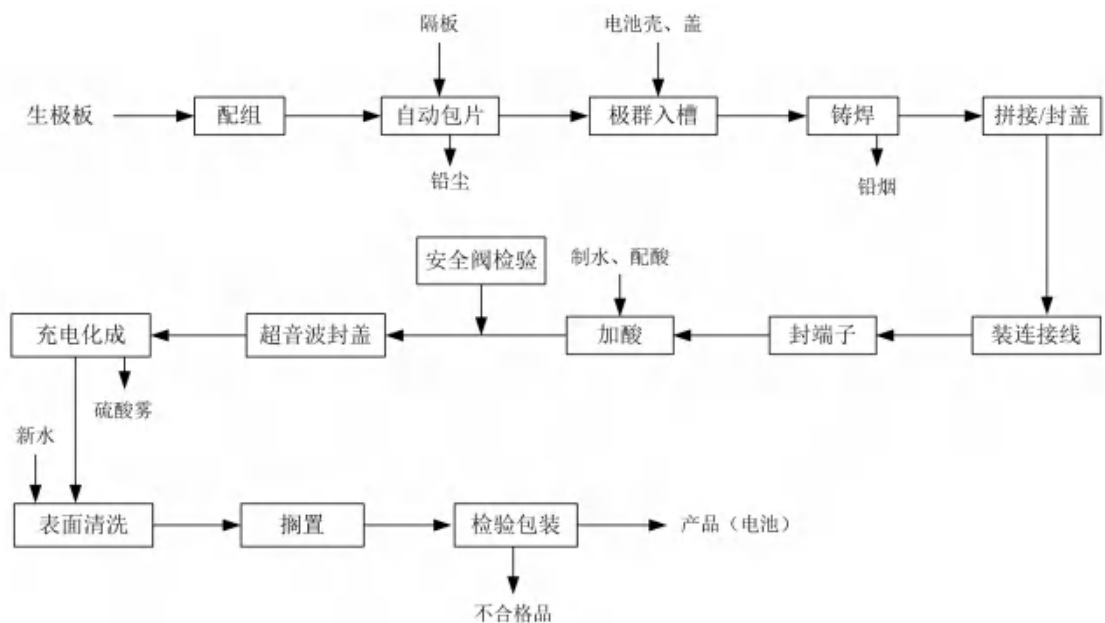 隔板
电池壳、盖
生极板
配组
自动包片
极群入槽
铸焊
拼接/封盖
铅尘
铅烟
安全阀检验
制水、配酸
充电化成
超音波封盖
加酸
封端子
装连接线
硫酸雾
新水
表面清洗
搁置
检验包装
产品（电池）
不合格品